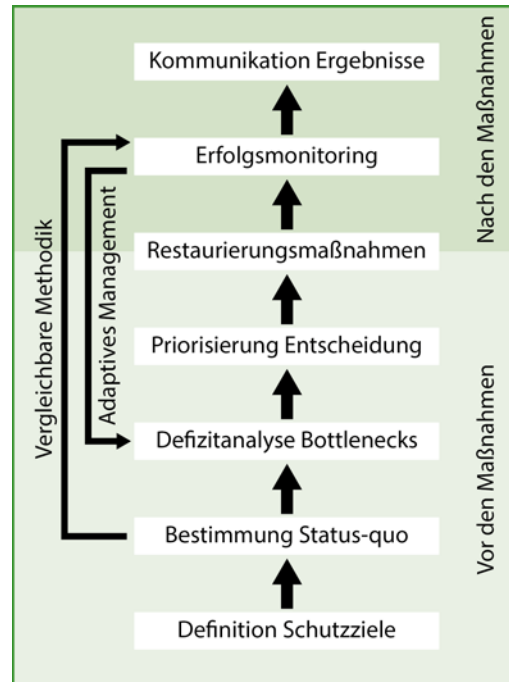 Kommunikation Ergebnisse
Erfolgsmonitoring
Restaurierungsmaßnahmen
Priorisierung Entscheidung
Defizitanalyse Bottlenecks
Bestimmung Status-quo
Definition Schutzziele
Vergleichbare Methodik
Adaptives Management
Nach den Maßnahmen
Vor den Maßnahmen